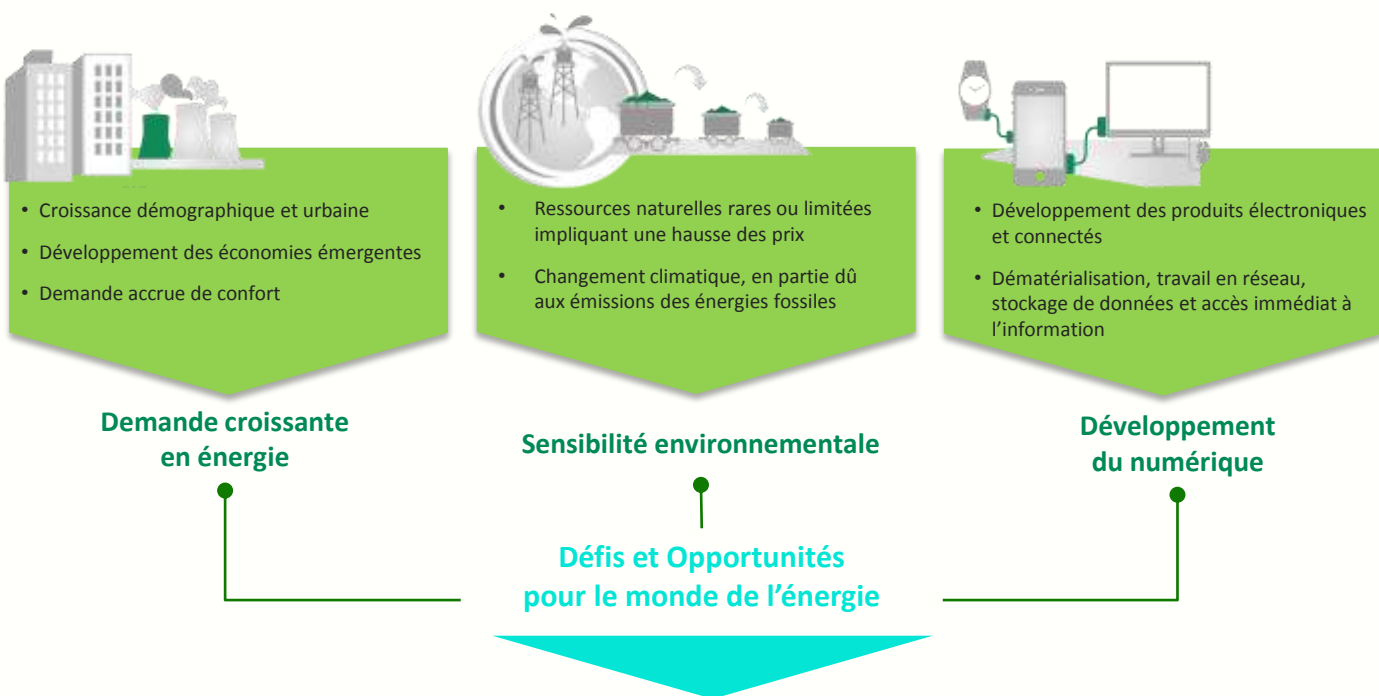 • Croissance démographique et urbaine
• Développement des économies émergentes
• Demande accrue de confort
Demande croissante
en énergie
• Ressources naturelles rares ou limitées
impliquant une hausse des prix
• Changement climatique, en partie dû
aux émissions des énergies fossiles
Sensibilité environnementale
• Développement des produits électroniques
et connectés
• Dématérialisation, travail en réseau,
stockage de données et accès immédiat à
l’information
Développement
du numérique
Défis et Opportunités
pour le monde de l’énergie